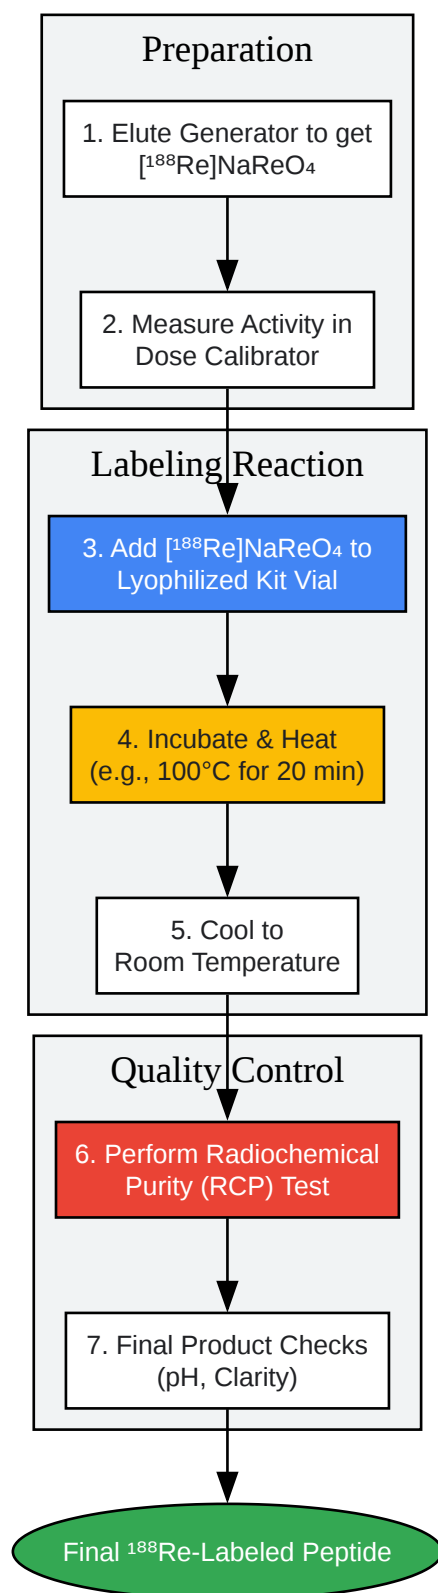 Preparation
1. Elute Generator to get
[¹⁸⁸Re]NaReO₄
2. Measure Activity in
Dose Calibrator
Labeling Reaction
3. Add [¹⁸⁸Re]NaReO₄ to
Lyophilized Kit Vial
4. Incubate & Heat
(e.g., 100°C for 20 min)
5. Cool to
Room Temperature
Quality Control
6. Perform Radiochemical
Purity (RCP) Test
7. Final Product Checks
(pH, Clarity)
Final ¹⁸⁸Re-Labeled Peptide